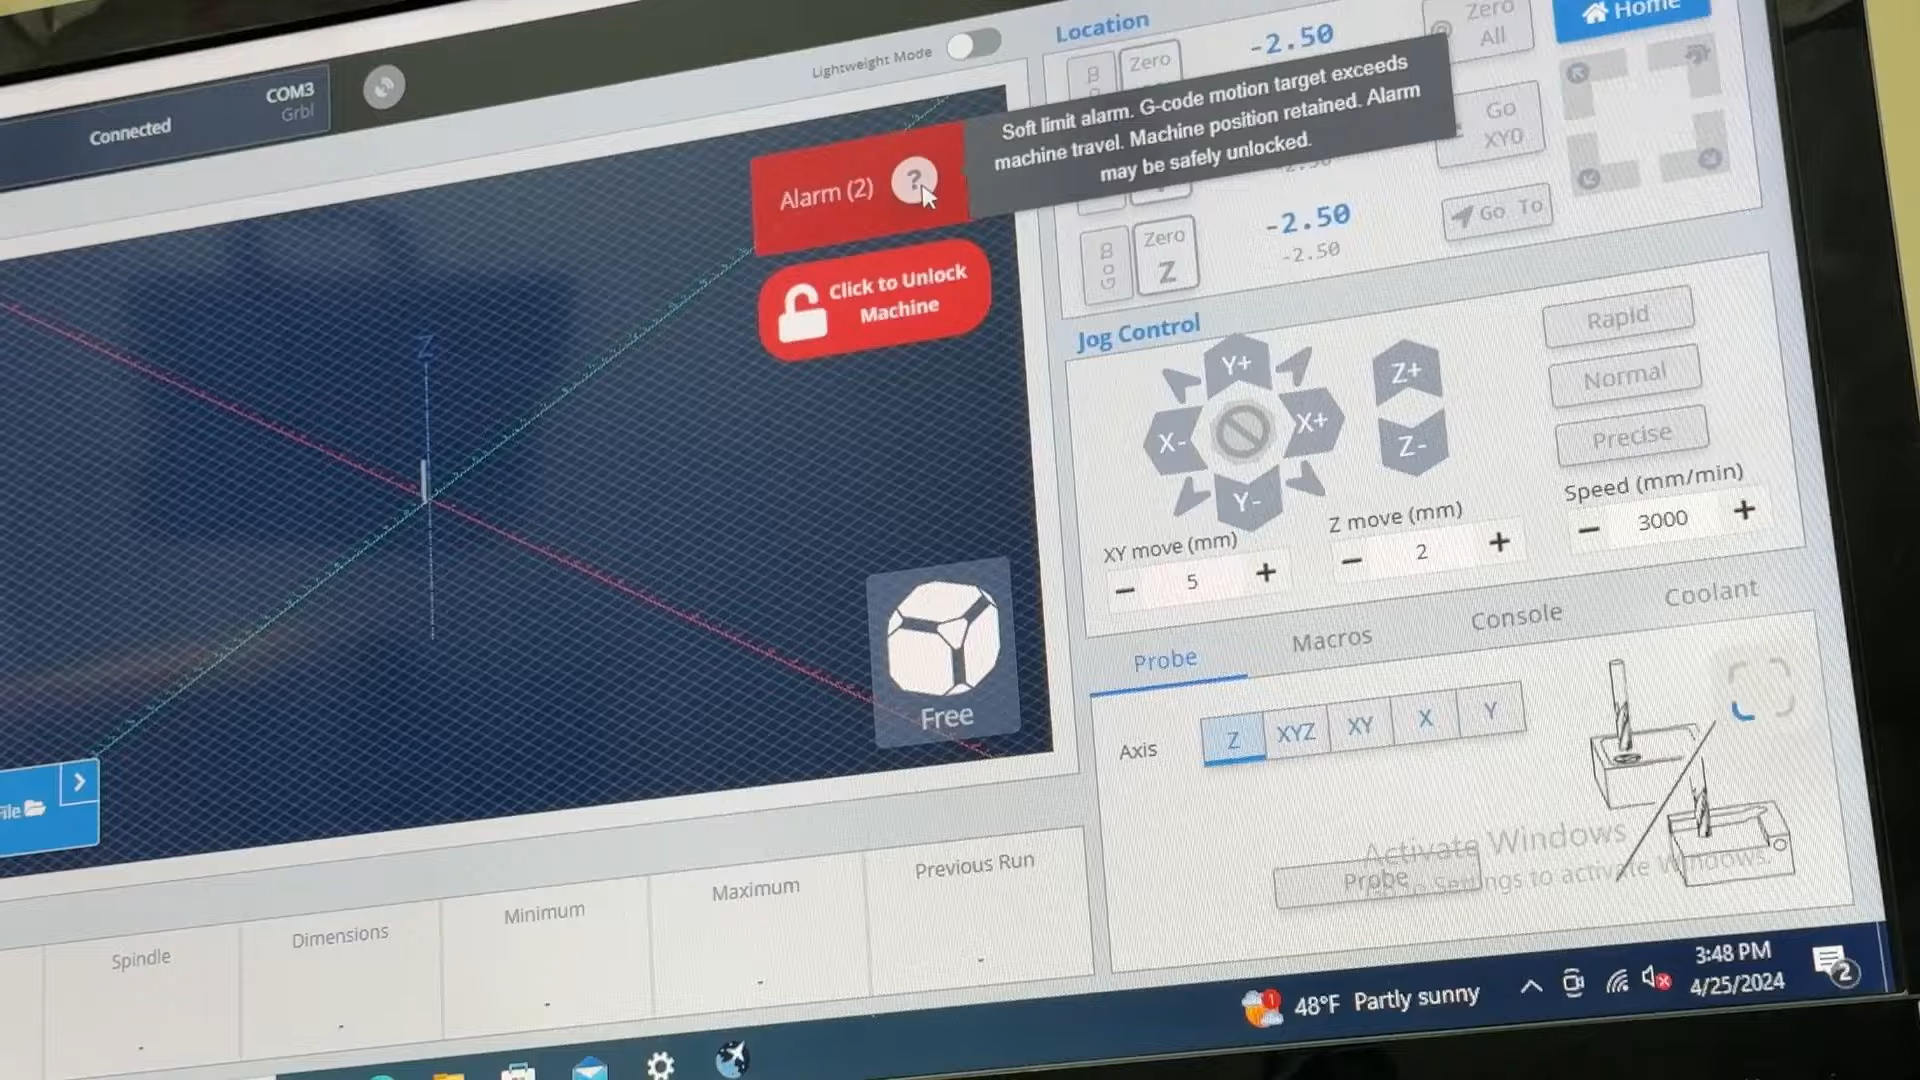 Connected
COM3
Grbl
Lightweight Mode
Location
Zero
-2.50
Zero
All
Home
Soft limit alarm. G-code motion target exceeds
machine travel. Machine position retained. Alarm
may be safely unlocked.
Go
XY0
Alarm (2)
?
Click to Unlock
Machine
Zero
Z
-2.50
-2.50
Go To
Z
Jog Control
Y+
X-
X+
Y-
Z+
Z-
Rapid
Normal
Precise
XY move (mm)
− 5 +
Z move (mm)
− 2 +
Speed (mm/min)
− 3000 +
Free
Probe
Macros
Console
Coolant
Axis
Z
XYZ
XY
X
Y
Probe
Activate Windows
Settings to activate Windows.
Spindle
-
Dimensions
-
Minimum
-
Maximum
-
Previous Run
-
1
48°F Partly sunny
3:48 PM
4/25/2024
2